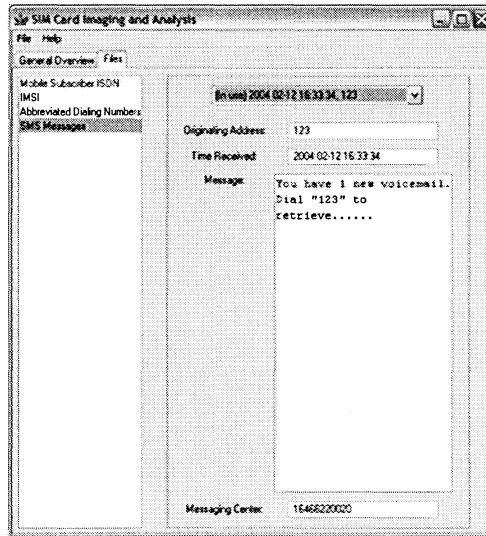 SIM Card Imaging and Analysis
File Help
General Overview Files
Mobile Subscriber ISDN
IMSI
Abbreviated Dialing Numbers
SMS Messages
[In use] 2004 02-12 16:33 34, 123
Originating Address: 123
Time Received: 2004 02-12 16:33 34
Message: You have 1 new voicemail.
Dial "123" to
retrieve......
Messaging Center: 16466220020